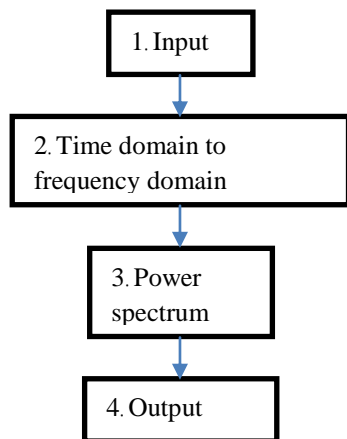 1. Input
2. Time domain to
frequency domain
3. Power
spectrum
4. Output